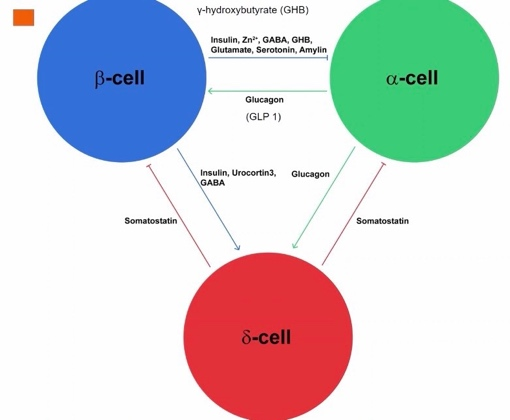 γ-hydroxybutyrate (GHB)
Insulin, Zn²⁺, GABA, GHB,
Glutamate, Serotonin, Amylin
β-cell
α-cell
Glucagon
(GLP 1)
Insulin, Urocortin3,
GABA
Glucagon
Somatostatin
Somatostatin
δ-cell